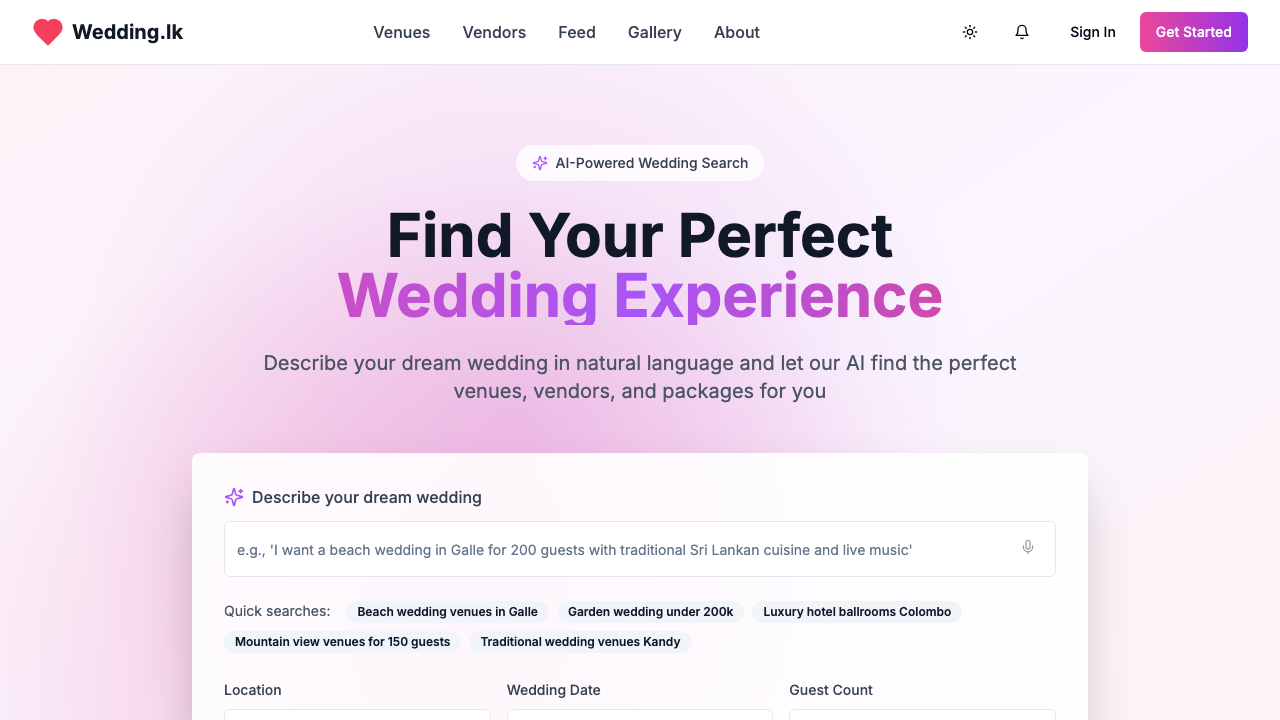 Wedding.lk
Venues
Vendors
Feed
Gallery
About
Sign In
Get Started
AI-Powered Wedding Search
Find Your Perfect
Wedding Experience
Describe your dream wedding in natural language and let our AI find the perfect
venues, vendors, and packages for you
Describe your dream wedding
e.g., 'I want a beach wedding in Galle for 200 guests with traditional Sri Lankan cuisine and live music'
Quick searches:
Beach wedding venues in Galle
Garden wedding under 200k
Luxury hotel ballrooms Colombo
Mountain view venues for 150 guests
Traditional wedding venues Kandy
Location
Wedding Date
Guest Count